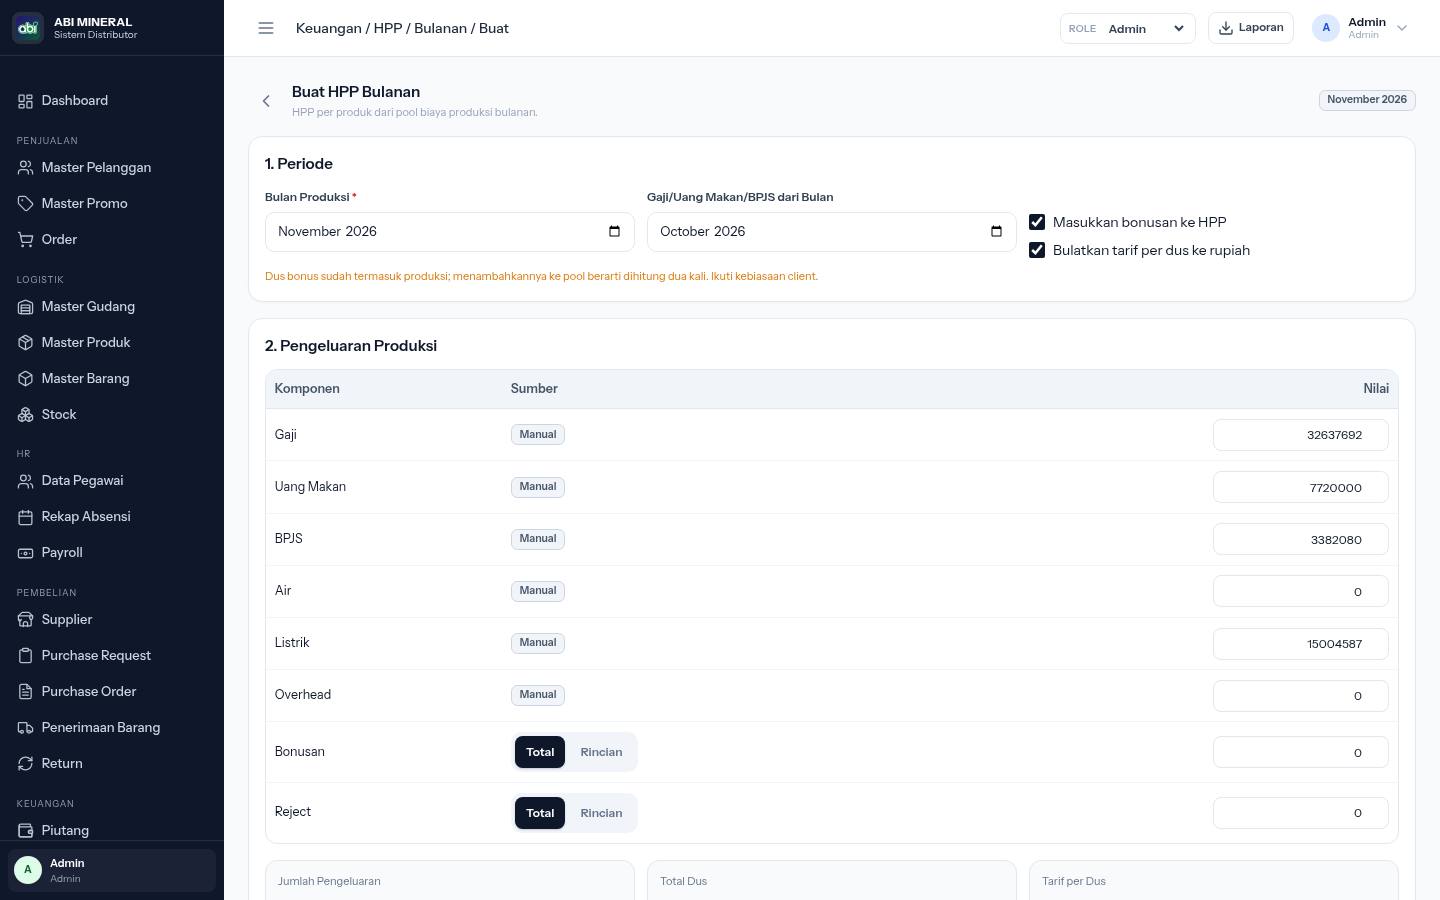 abi
ABI MINERAL
Sistem Distributor
Keuangan / HPP / Bulanan / Buat
ROLE Admin
Laporan
A
Admin
Admin
Dashboard
PENJUALAN
Master Pelanggan
Master Promo
Order
LOGISTIK
Master Gudang
Master Produk
Master Barang
Stock
HR
Data Pegawai
Rekap Absensi
Payroll
PEMBELIAN
Supplier
Purchase Request
Purchase Order
Penerimaan Barang
Return
KEUANGAN
Piutang
A
Admin
Admin
Buat HPP Bulanan
HPP per produk dari pool biaya produksi bulanan.
November 2026
1. Periode
Bulan Produksi *
November 2026
Gaji/Uang Makan/BPJS dari Bulan
October 2026
Masukkan bonusan ke HPP
Bulatkan tarif per dus ke rupiah
Dus bonus sudah termasuk produksi; menambahkannya ke pool berarti dihitung dua kali. Ikuti kebiasaan client.
2. Pengeluaran Produksi
Komponen Sumber Nilai
Gaji Manual 32637692
Uang Makan Manual 7720000
BPJS Manual 3382080
Air Manual 0
Listrik Manual 15004587
Overhead Manual 0
Bonusan Total Rincian 0
Reject Total Rincian 0
Jumlah Pengeluaran
Total Dus
Tarif per Dus